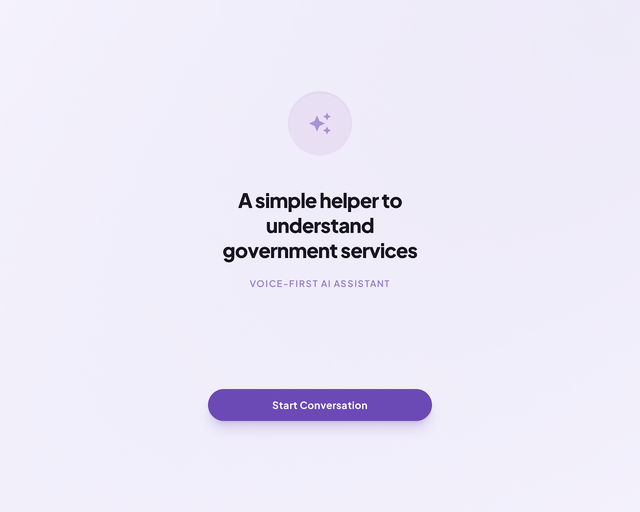 A simple helper to
understand
government services
VOICE-FIRST AI ASSISTANT
Start Conversation